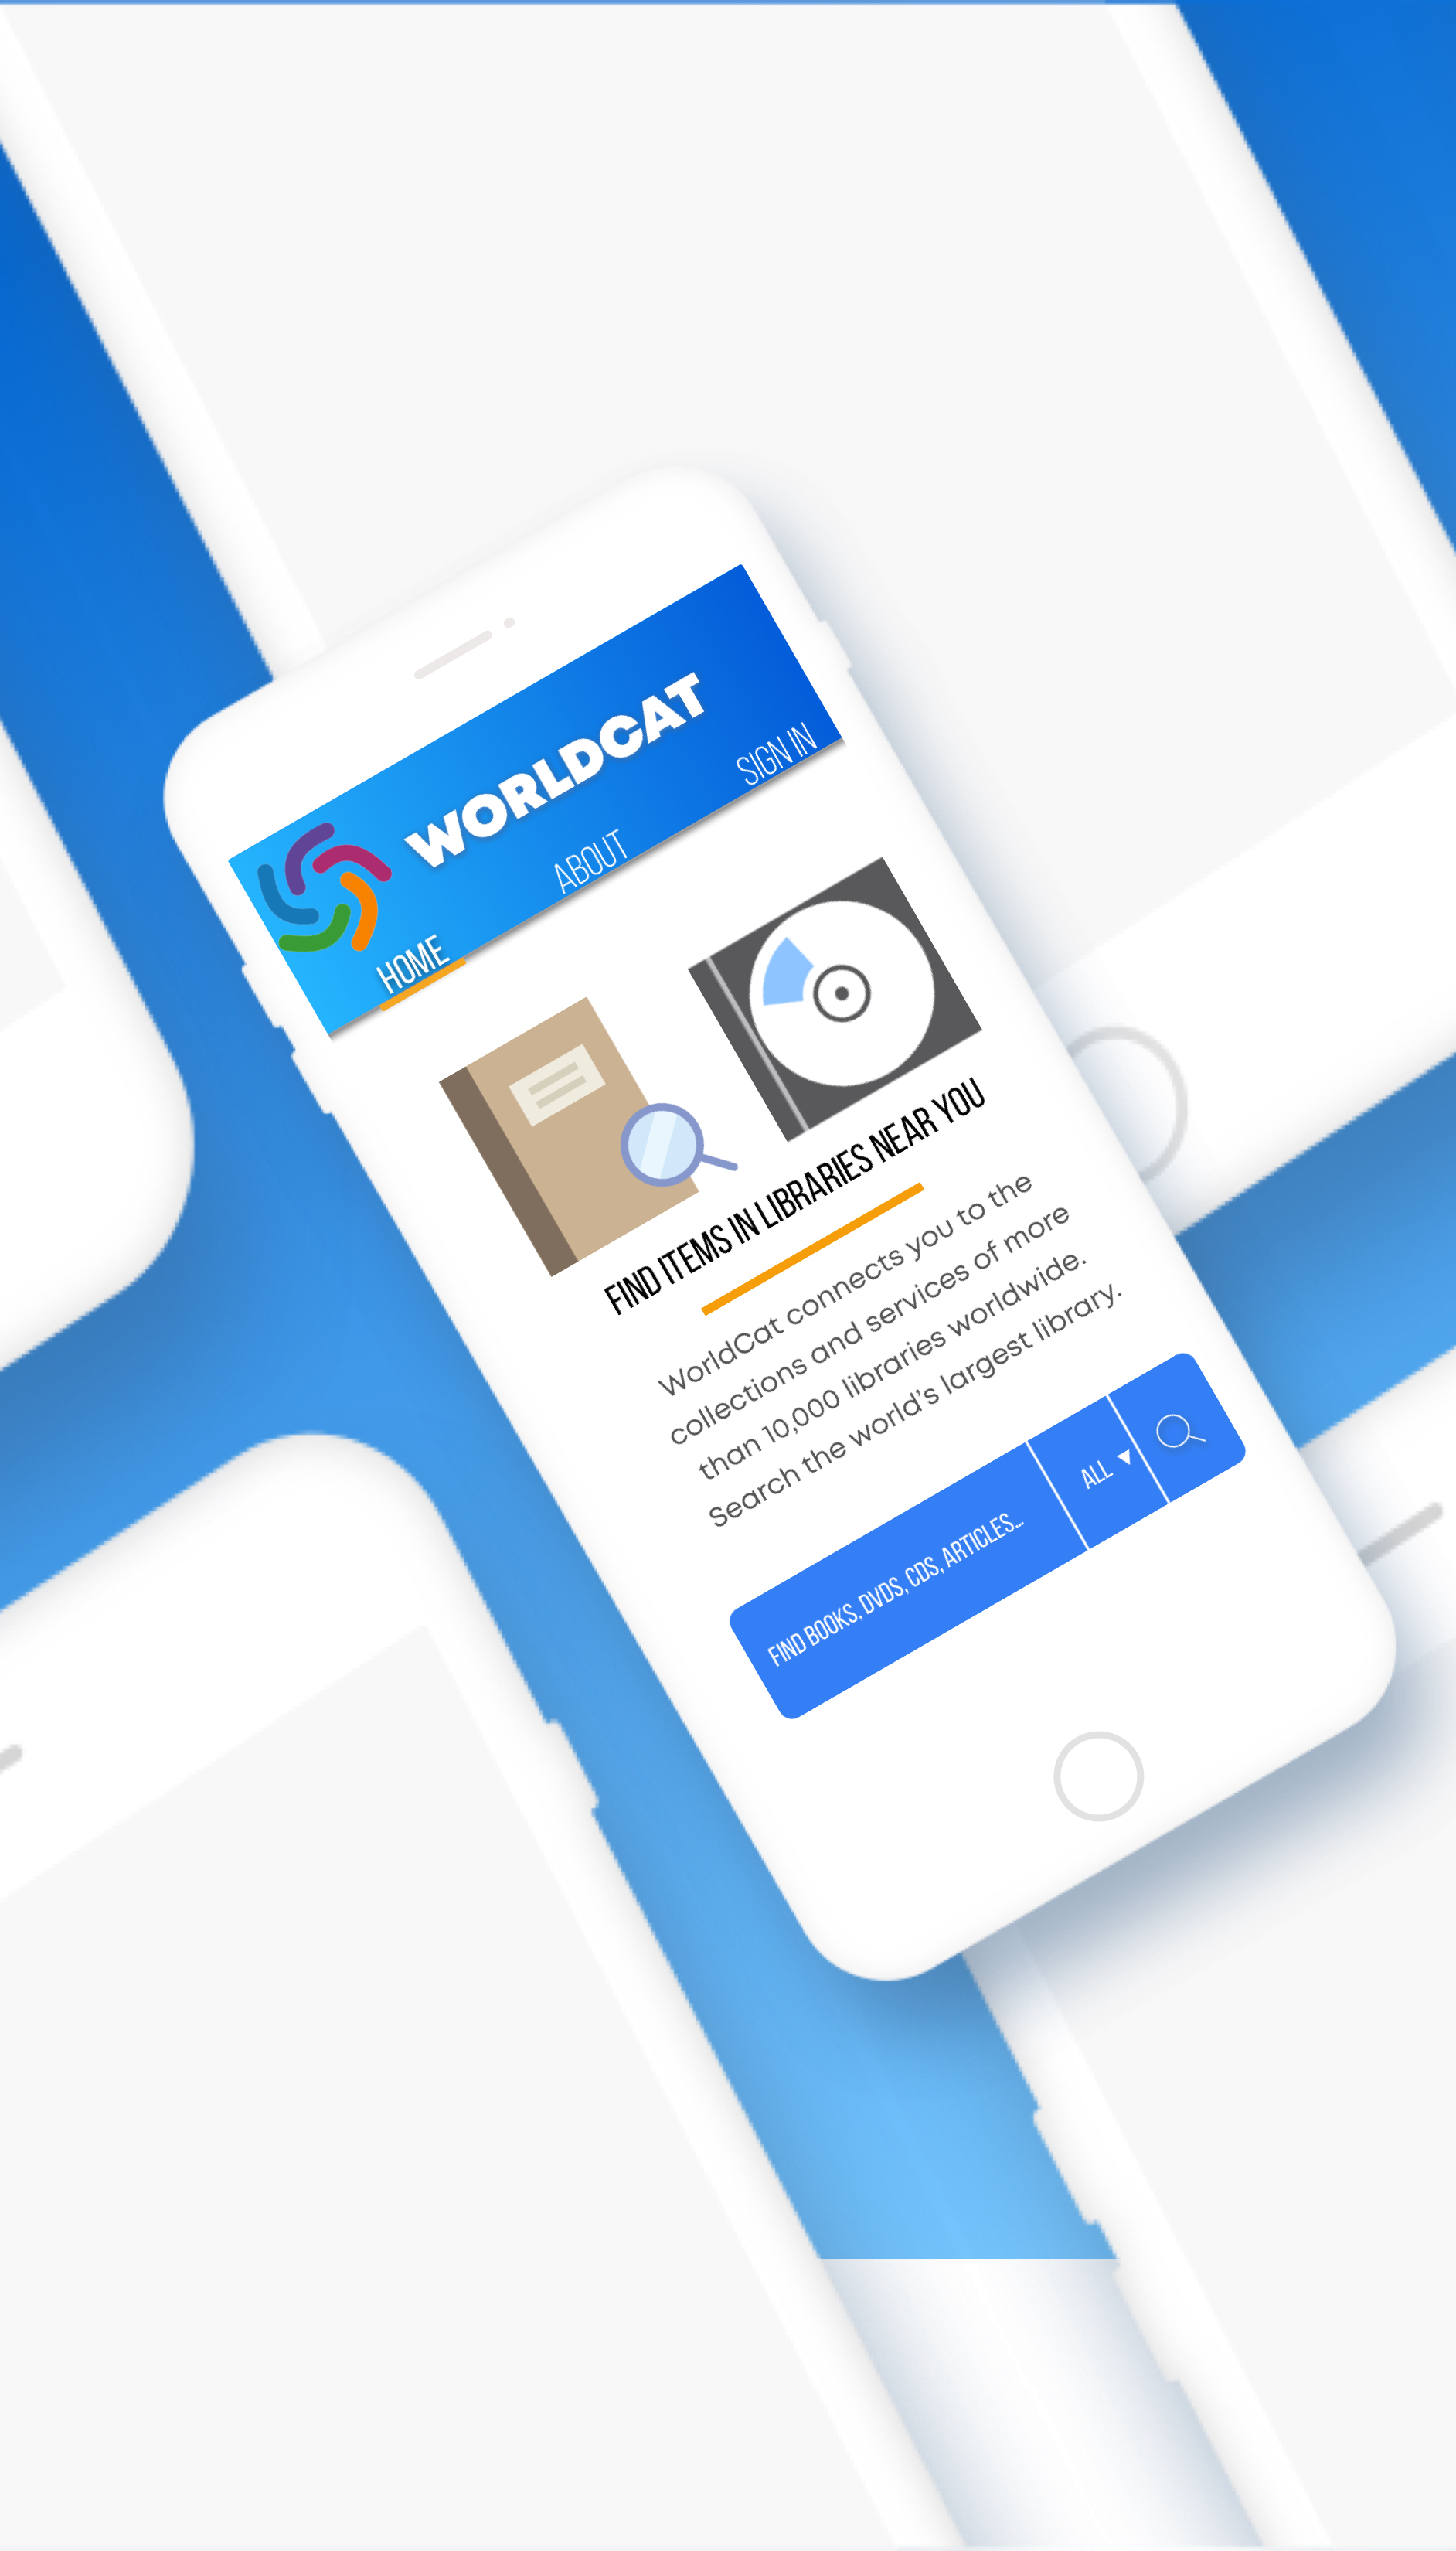 WORLDCAT
HOME
ABOUT
SIGN IN
FIND ITEMS IN LIBRARIES NEAR YOU
WorldCat connects you to the
collections and services of more
than 10,000 libraries worldwide.
Search the world's largest library.
FIND BOOKS, DVDS, CDS, ARTICLES...
ALL ▼